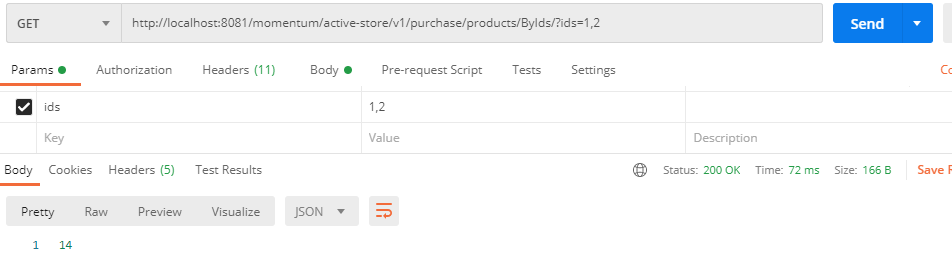 GET http://localhost:8081/momentum/active-store/v1/purchase/products/ByIds/?ids=1,2 Send
Params Authorization Headers (11) Body Pre-request Script Tests Settings Co
ids 1,2
Key Value Description
Body Cookies Headers (5) Test Results Status: 200 OK Time: 72 ms Size: 166 B Save R
Pretty Raw Preview Visualize JSON
1 14